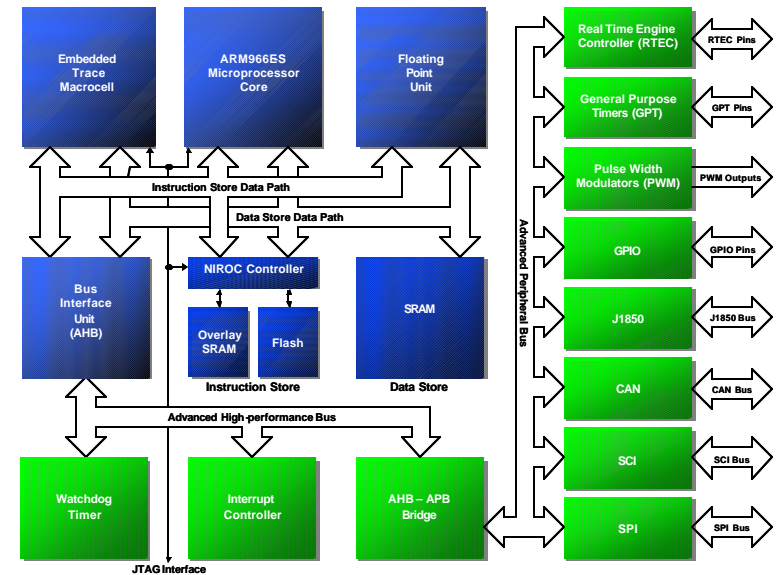 Embedded
Trace
Macrocell
ARM966ES
Microprocessor
Core
Floating
Point
Unit
Real Time Engine
Controller (RTEC)
RTEC Pins
General Purpose
Timers (GPT)
GPT Pins
Pulse Width
Modulators (PWM)
PWM Outputs
Instruction Store Data Path
Data Store Data Path
Advanced Peripheral Bus
GPIO
GPIO Pins
Bus
Interface
Unit
(AHB)
NIROC Controller
Overlay
SRAM
Flash
Instruction Store
SRAM
Data Store
J1850
J1850 Bus
CAN
CAN Bus
Advanced High-performance Bus
SCI
SCI Bus
Watchdog
Timer
Interrupt
Controller
AHB – APB
Bridge
SPI
SPI Bus
JTAG Interface